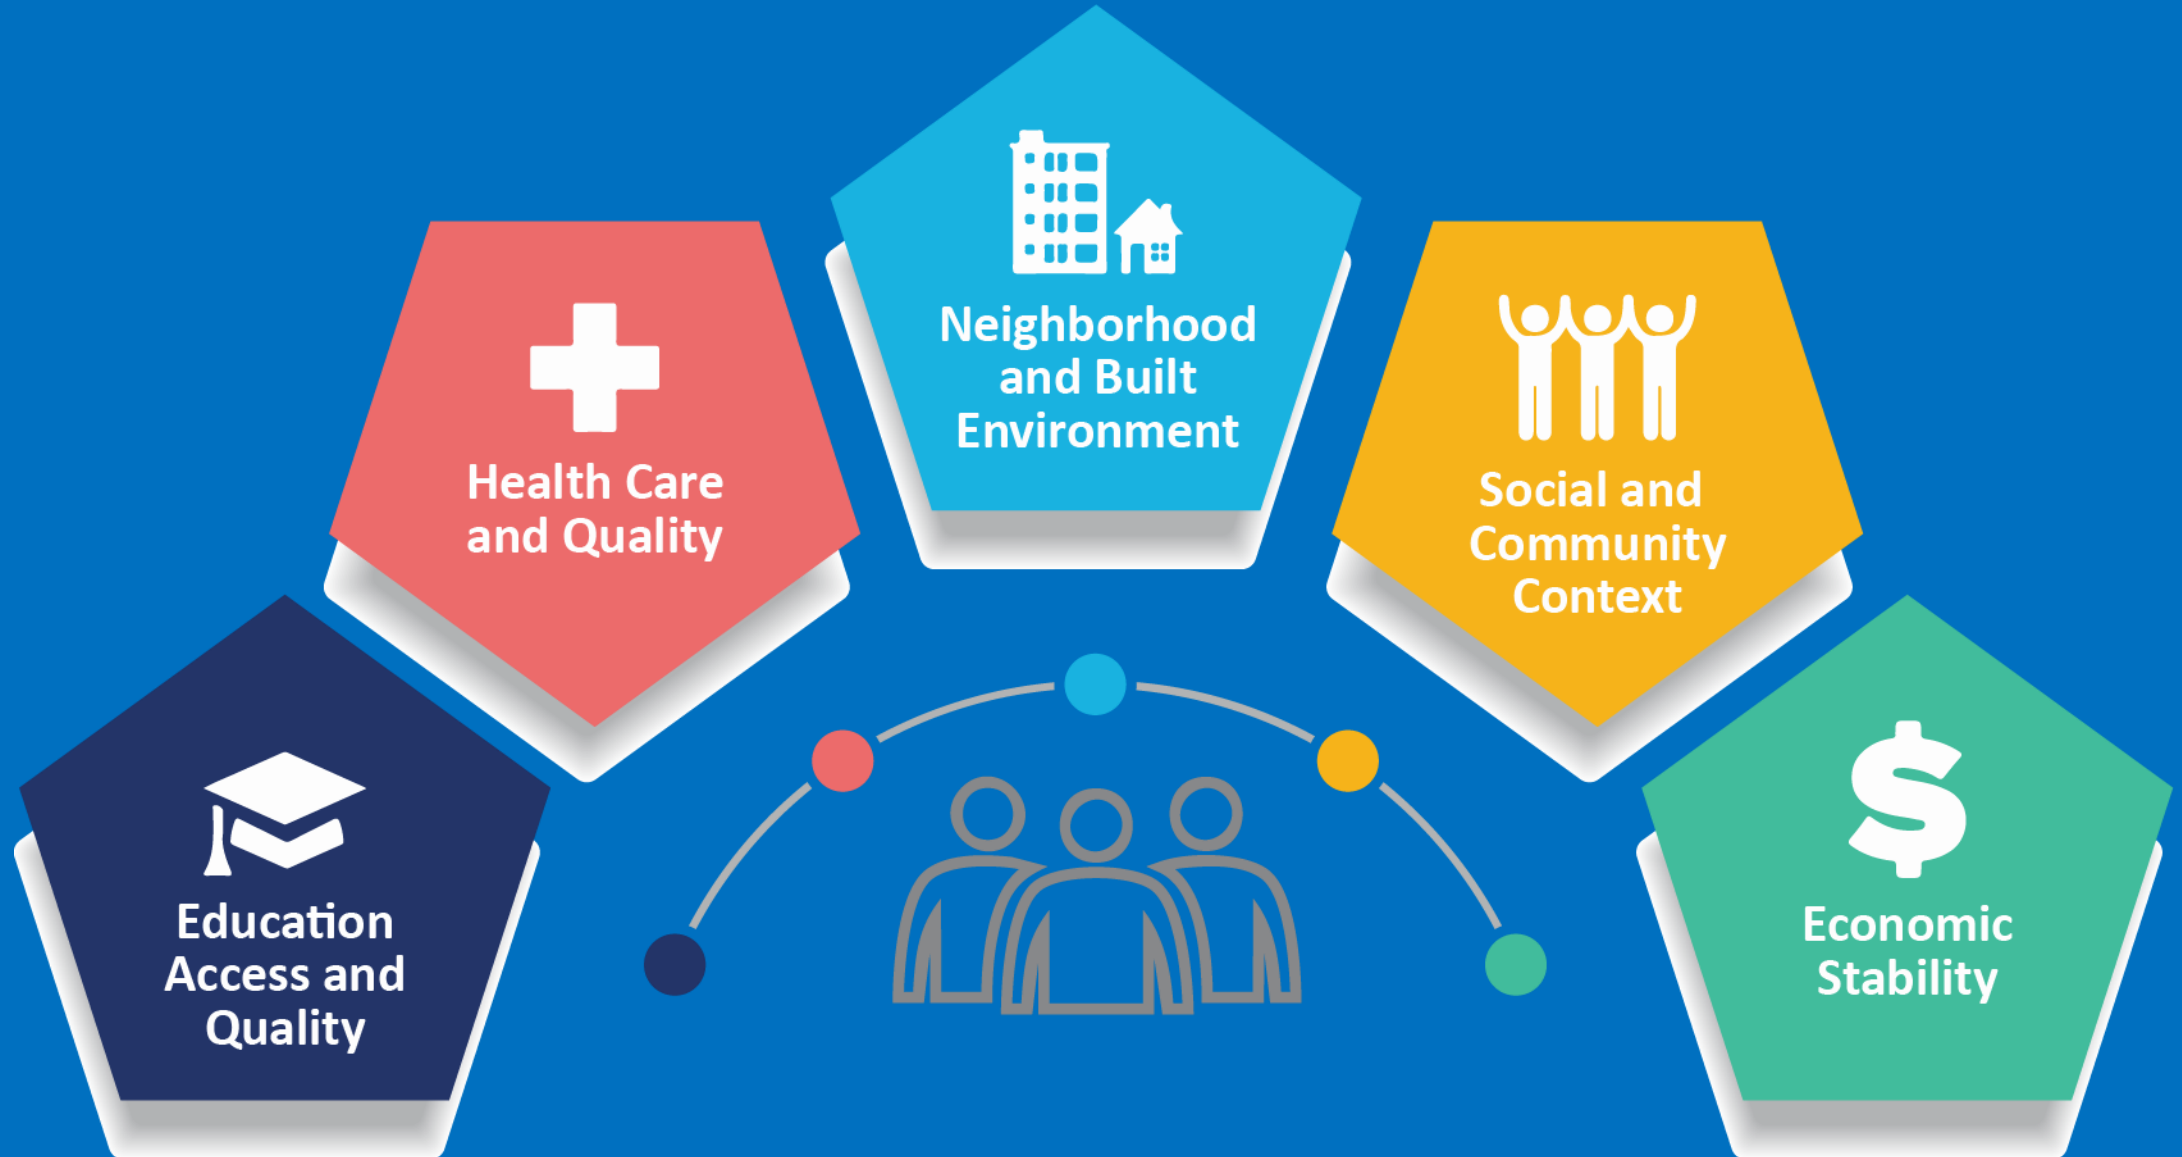 Neighborhood
and Built
Environment
Health Care
and Quality
Social and
Community
Context
Education
Access and
Quality
Economic
Stability